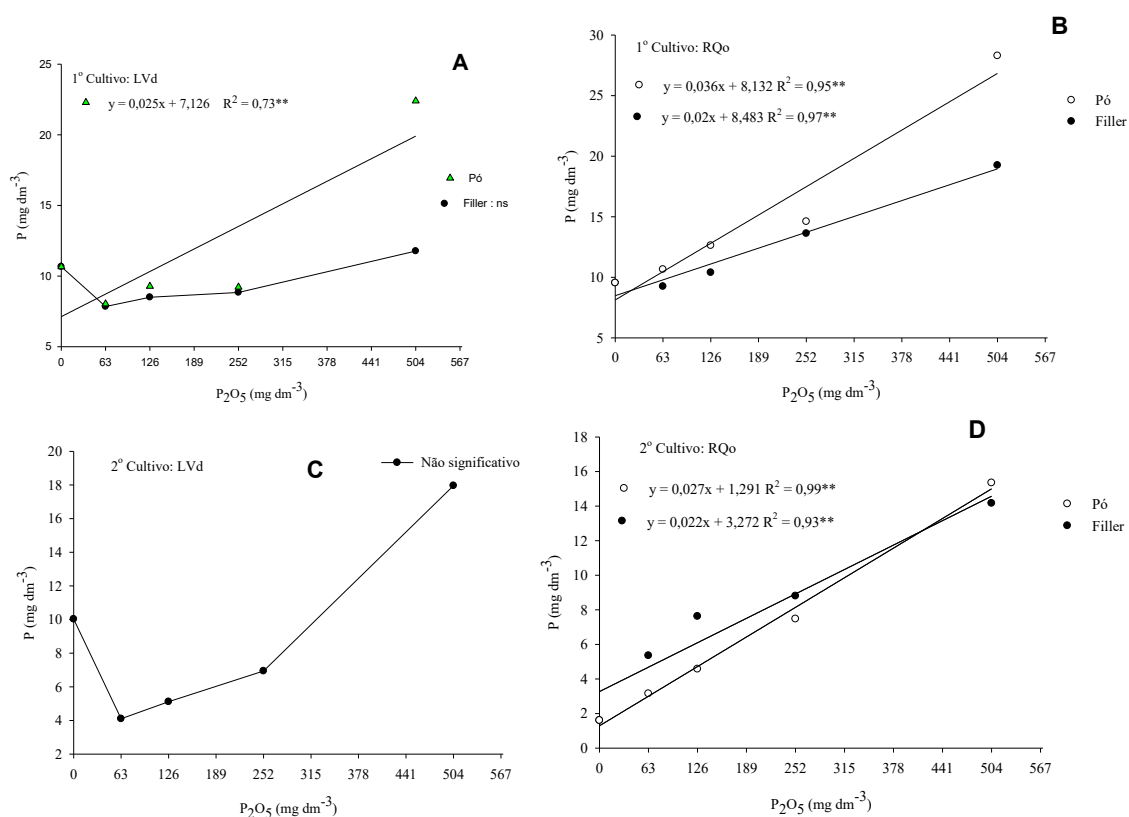 A
1º Cultivo: LVd
y = 0,025x + 7,126 R² = 0,73**
Pó
Filler : ns
P (mg dm⁻³)
25
20
15
10
5
0 63 126 189 252 315 378 441 504 567
P₂O₅ (mg dm⁻³)
B
1º Cultivo: RQo
y = 0,036x + 8,132 R² = 0,95**
y = 0,02x + 8,483 R² = 0,97**
Pó
Filler
P (mg dm⁻³)
30
25
20
15
10
5
0 63 126 189 252 315 378 441 504 567
P₂O₅ (mg dm⁻³)
C
2º Cultivo: LVd
Não significativo
P (mg dm⁻³)
20
18
16
14
12
10
8
6
4
2
0 63 126 189 252 315 378 441 504 567
P₂O₅ (mg dm⁻³)
D
2º Cultivo: RQo
y = 0,027x + 1,291 R² = 0,99**
y = 0,022x + 3,272 R² = 0,93**
Pó
Filler
P (mg dm⁻³)
18
16
14
12
10
8
6
4
2
0
0 63 126 189 252 315 378 441 504 567
P₂O₅ (mg dm⁻³)